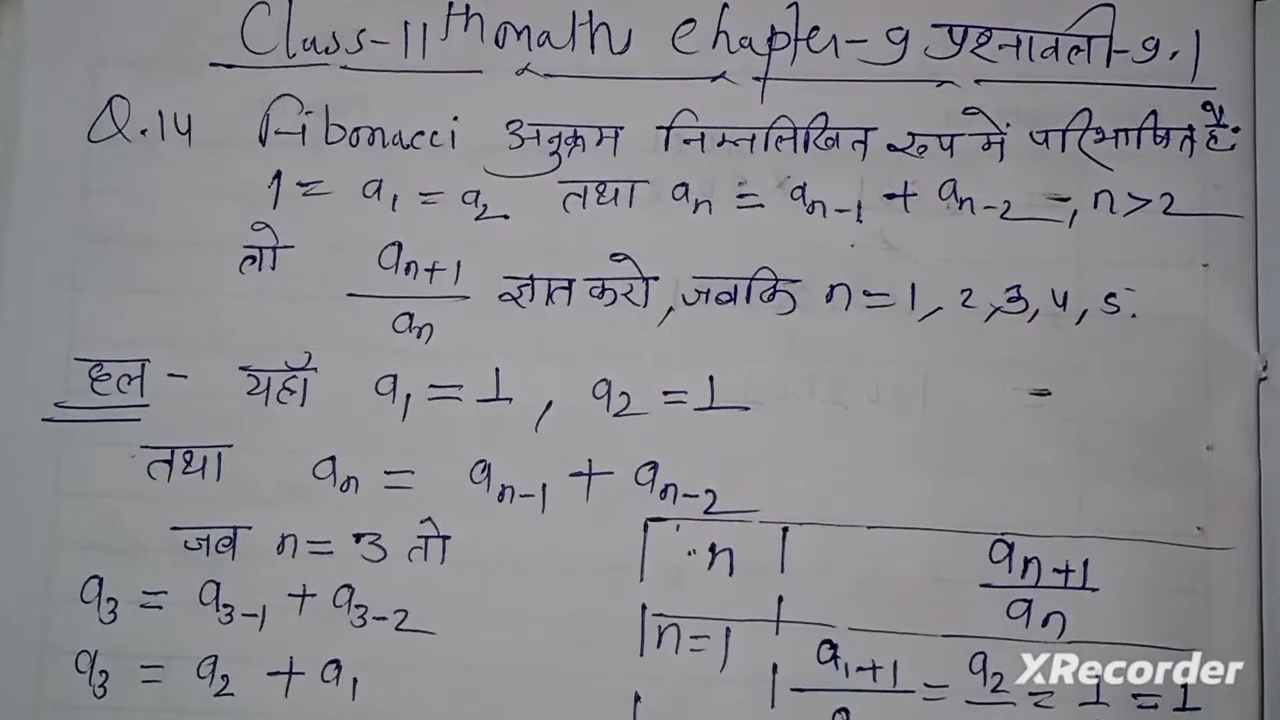 Class-11th math Chapter-9 प्रश्नावली-9.1
Q.14 Fibonacci अनुक्रम निम्नलिखित रूप में परिभाषित है:
1 = a₁ = a₂ तथा aₙ = aₙ₋₁ + aₙ₋₂, n > 2
तो aₙ₊₁/aₙ ज्ञात करो, जबकि n = 1, 2, 3, 4, 5.
हल - यहाँ a₁ = 1, a₂ = 1
तथा aₙ = aₙ₋₁ + aₙ₋₂
जब n = 3 तो
a₃ = a₃₋₁ + a₃₋₂
a₃ = a₂ + a₁
n aₙ₊₁/aₙ
n=1 a₁₊₁ = a₂ = 1 = 1
XRecorder